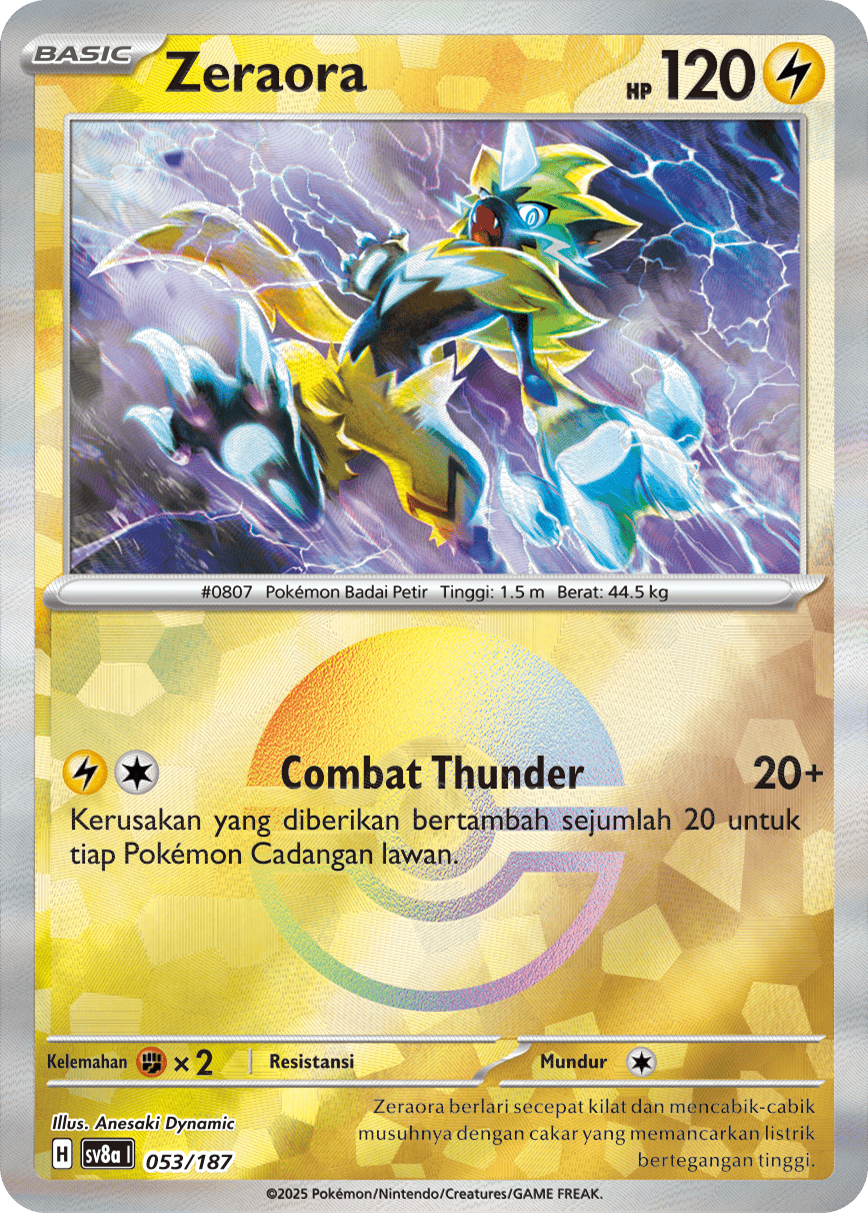 BASIC
Zeraora
HP 120
#0807 Pokémon Badai Petir Tinggi: 1.5 m Berat: 44.5 kg
Combat Thunder 20+
Kerusakan yang diberikan bertambah sejumlah 20 untuk
tiap Pokémon Cadangan lawan.
Kelemahan ×2 Resistansi Mundur
Zeraora berlari secepat kilat dan mencabik-cabik
musuhnya dengan cakar yang memancarkan listrik
bertegangan tinggi.
Illus. Anesaki Dynamic
H sv8a I 053/187
©2025 Pokémon/Nintendo/Creatures/GAME FREAK.